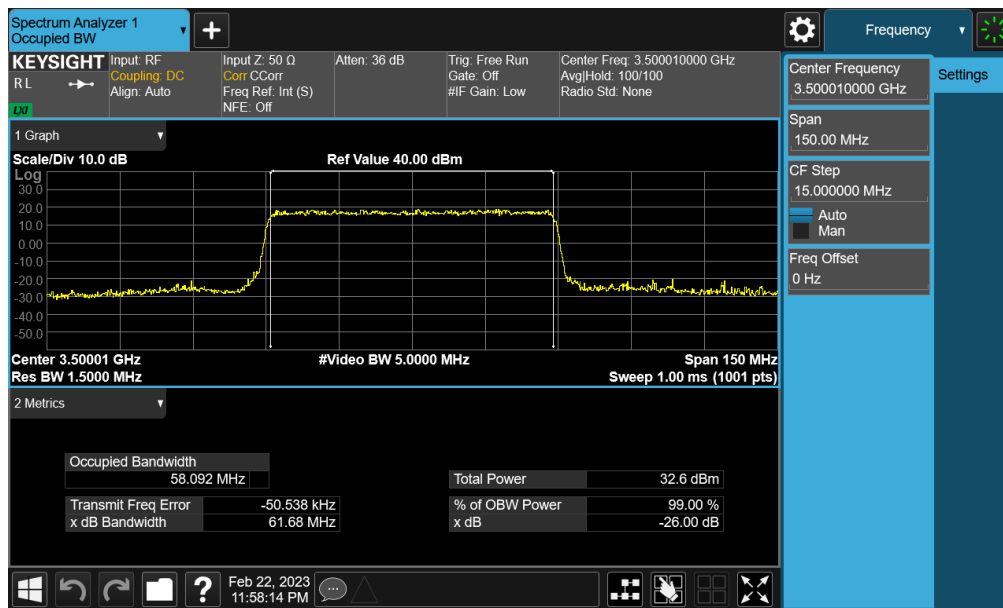 Spectrum Analyzer 1
Occupied BW
Frequency
KEYSIGHT
R L
LXI
Input: RF
Coupling: DC
Align: Auto
Input Z: 50 Ω
Corr CCorr
Freq Ref: Int (S)
NFE: Off
Atten: 36 dB
Trig: Free Run
Gate: Off
#IF Gain: Low
Center Freq: 3.500010000 GHz
Avg|Hold: 100/100
Radio Std: None
Center Frequency
3.500010000 GHz
Settings
Span
150.00 MHz
CF Step
15.000000 MHz
Auto
Man
Freq Offset
0 Hz
1 Graph
Scale/Div 10.0 dB
Ref Value 40.00 dBm
Log
30.0
20.0
10.0
0.00
-10.0
-20.0
-30.0
-40.0
-50.0
Center 3.50001 GHz
#Video BW 5.0000 MHz
Span 150 MHz
Res BW 1.5000 MHz
Sweep 1.00 ms (1001 pts)
2 Metrics
Occupied Bandwidth
58.092 MHz
Total Power 32.6 dBm
Transmit Freq Error -50.538 kHz
% of OBW Power 99.00 %
x dB Bandwidth 61.68 MHz
x dB -26.00 dB
?
Feb 22, 2023
11:58:14 PM